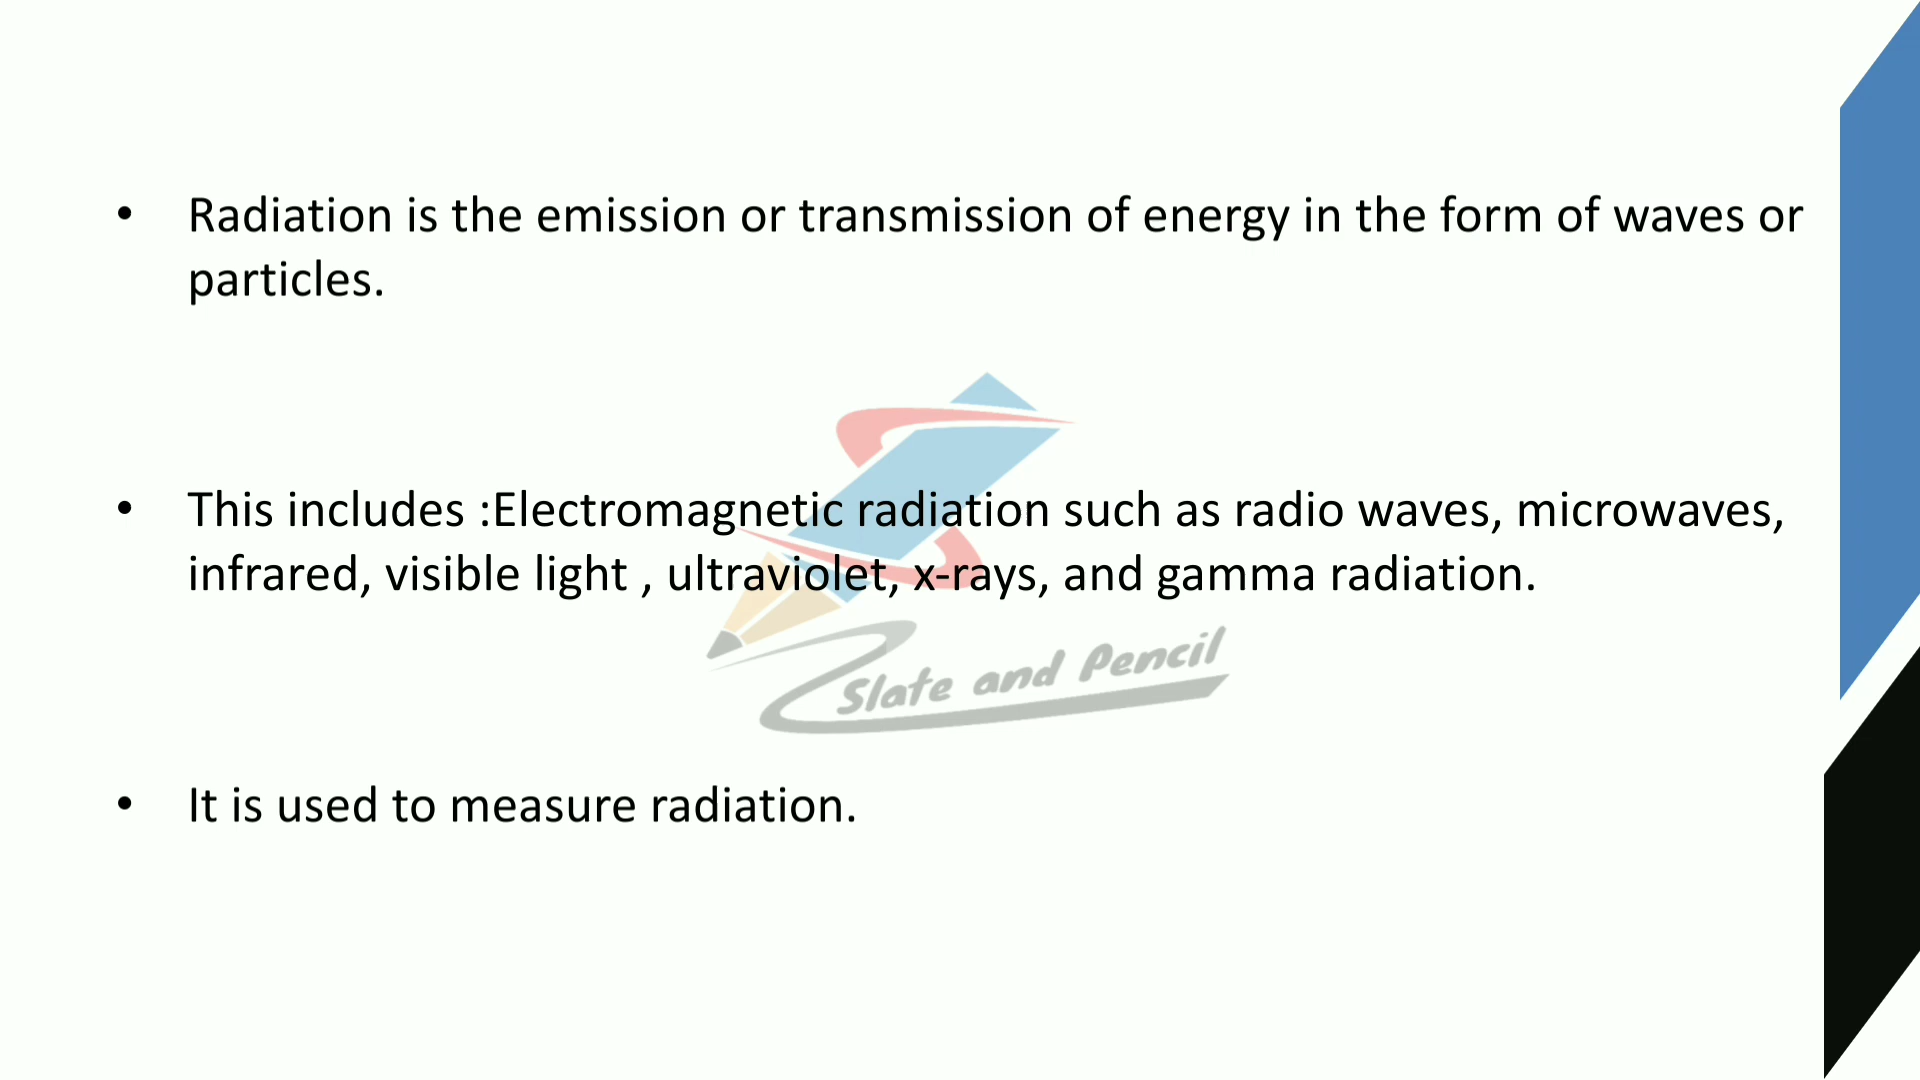 • Radiation is the emission or transmission of energy in the form of waves or
particles.
• This includes :Electromagnetic radiation such as radio waves, microwaves,
infrared, visible light , ultraviolet, x-rays, and gamma radiation.
Slate and Pencil
• It is used to measure radiation.